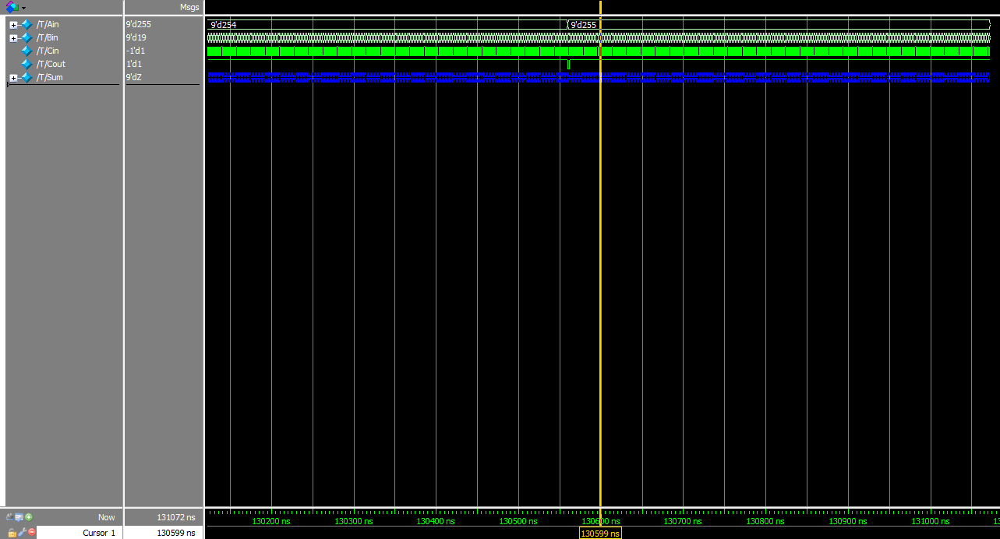 Msgs
/T/Ain 9'd255 9'd254 9'd255
/T/Bin 9'd19
/T/Cin -1'd1
/T/Cout 1'd1
/T/Sum 9'dZ
Now 131072 ns 130200 ns 130300 ns 130400 ns 130500 ns 130600 ns 130700 ns 130800 ns 130900 ns 131000 ns
Cursor 1 130599 ns 130599 ns